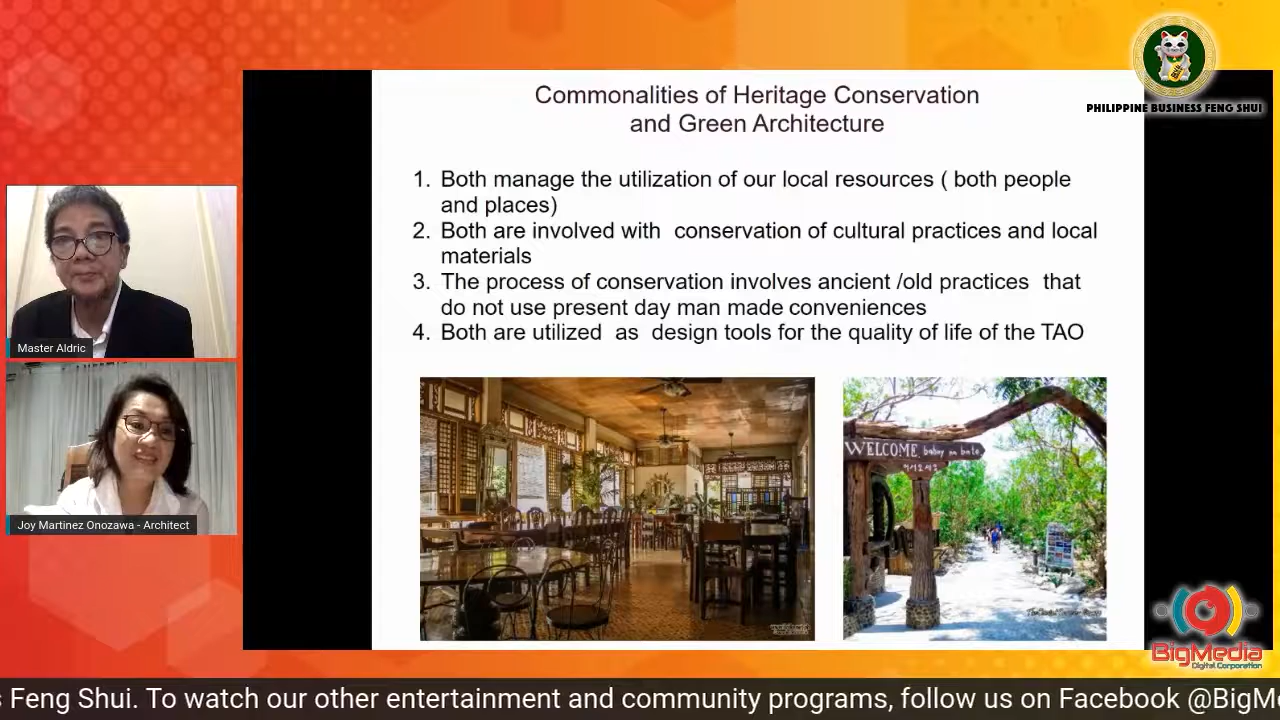 PHILIPPINE BUSINESS FENG SHUI
Commonalities of Heritage Conservation
and Green Architecture
1. Both manage the utilization of our local resources ( both people
and places)
2. Both are involved with conservation of cultural practices and local
materials
3. The process of conservation involves ancient /old practices that
do not use present day man made conveniences
4. Both are utilized as design tools for the quality of life of the TAO
Master Aldric
Joy Martinez Onozawa - Architect
WELCOME
BigMedia
Digital Corporation
s Feng Shui. To watch our other entertainment and community programs, follow us on Facebook @BigM